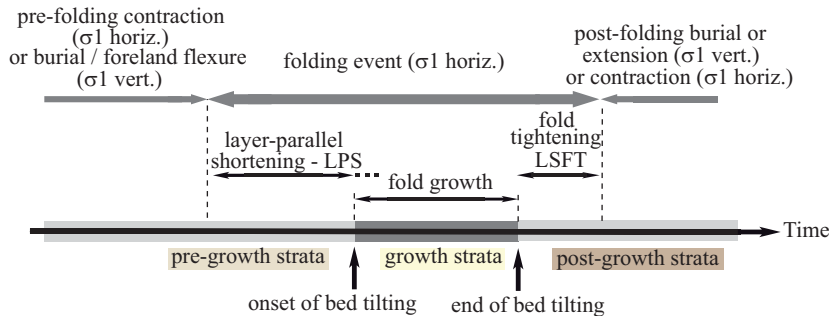 pre-folding contraction
(σ1 horiz.)
or burial / foreland flexure
(σ1 vert.)
folding event (σ1 horiz.)
post-folding burial or
extension (σ1 vert.)
or contraction (σ1 horiz.)
layer-parallel
shortening - LPS
fold
tightening
LSFT
fold growth
Time
pre-growth strata
growth strata
post-growth strata
onset of bed tilting
end of bed tilting